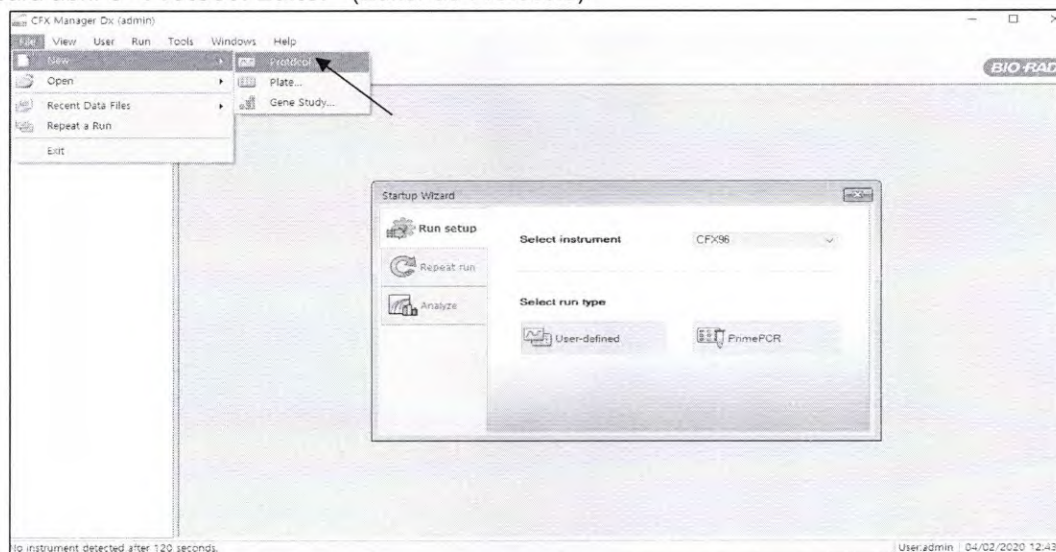 CFX Manager Dx (admin)
File View User Run Tools Windows Help
New
Protocol
BIO-RAD
Open
Plate...
Gene Study...
Recent Data Files
Repeat a Run
Exit
Startup Wizard
Run setup
Select instrument
CFX96
Repeat run
Analyze
Select run type
User-defined
PrimePCR
No instrument detected after 120 seconds.
User:admin 04/02/2020 12:43